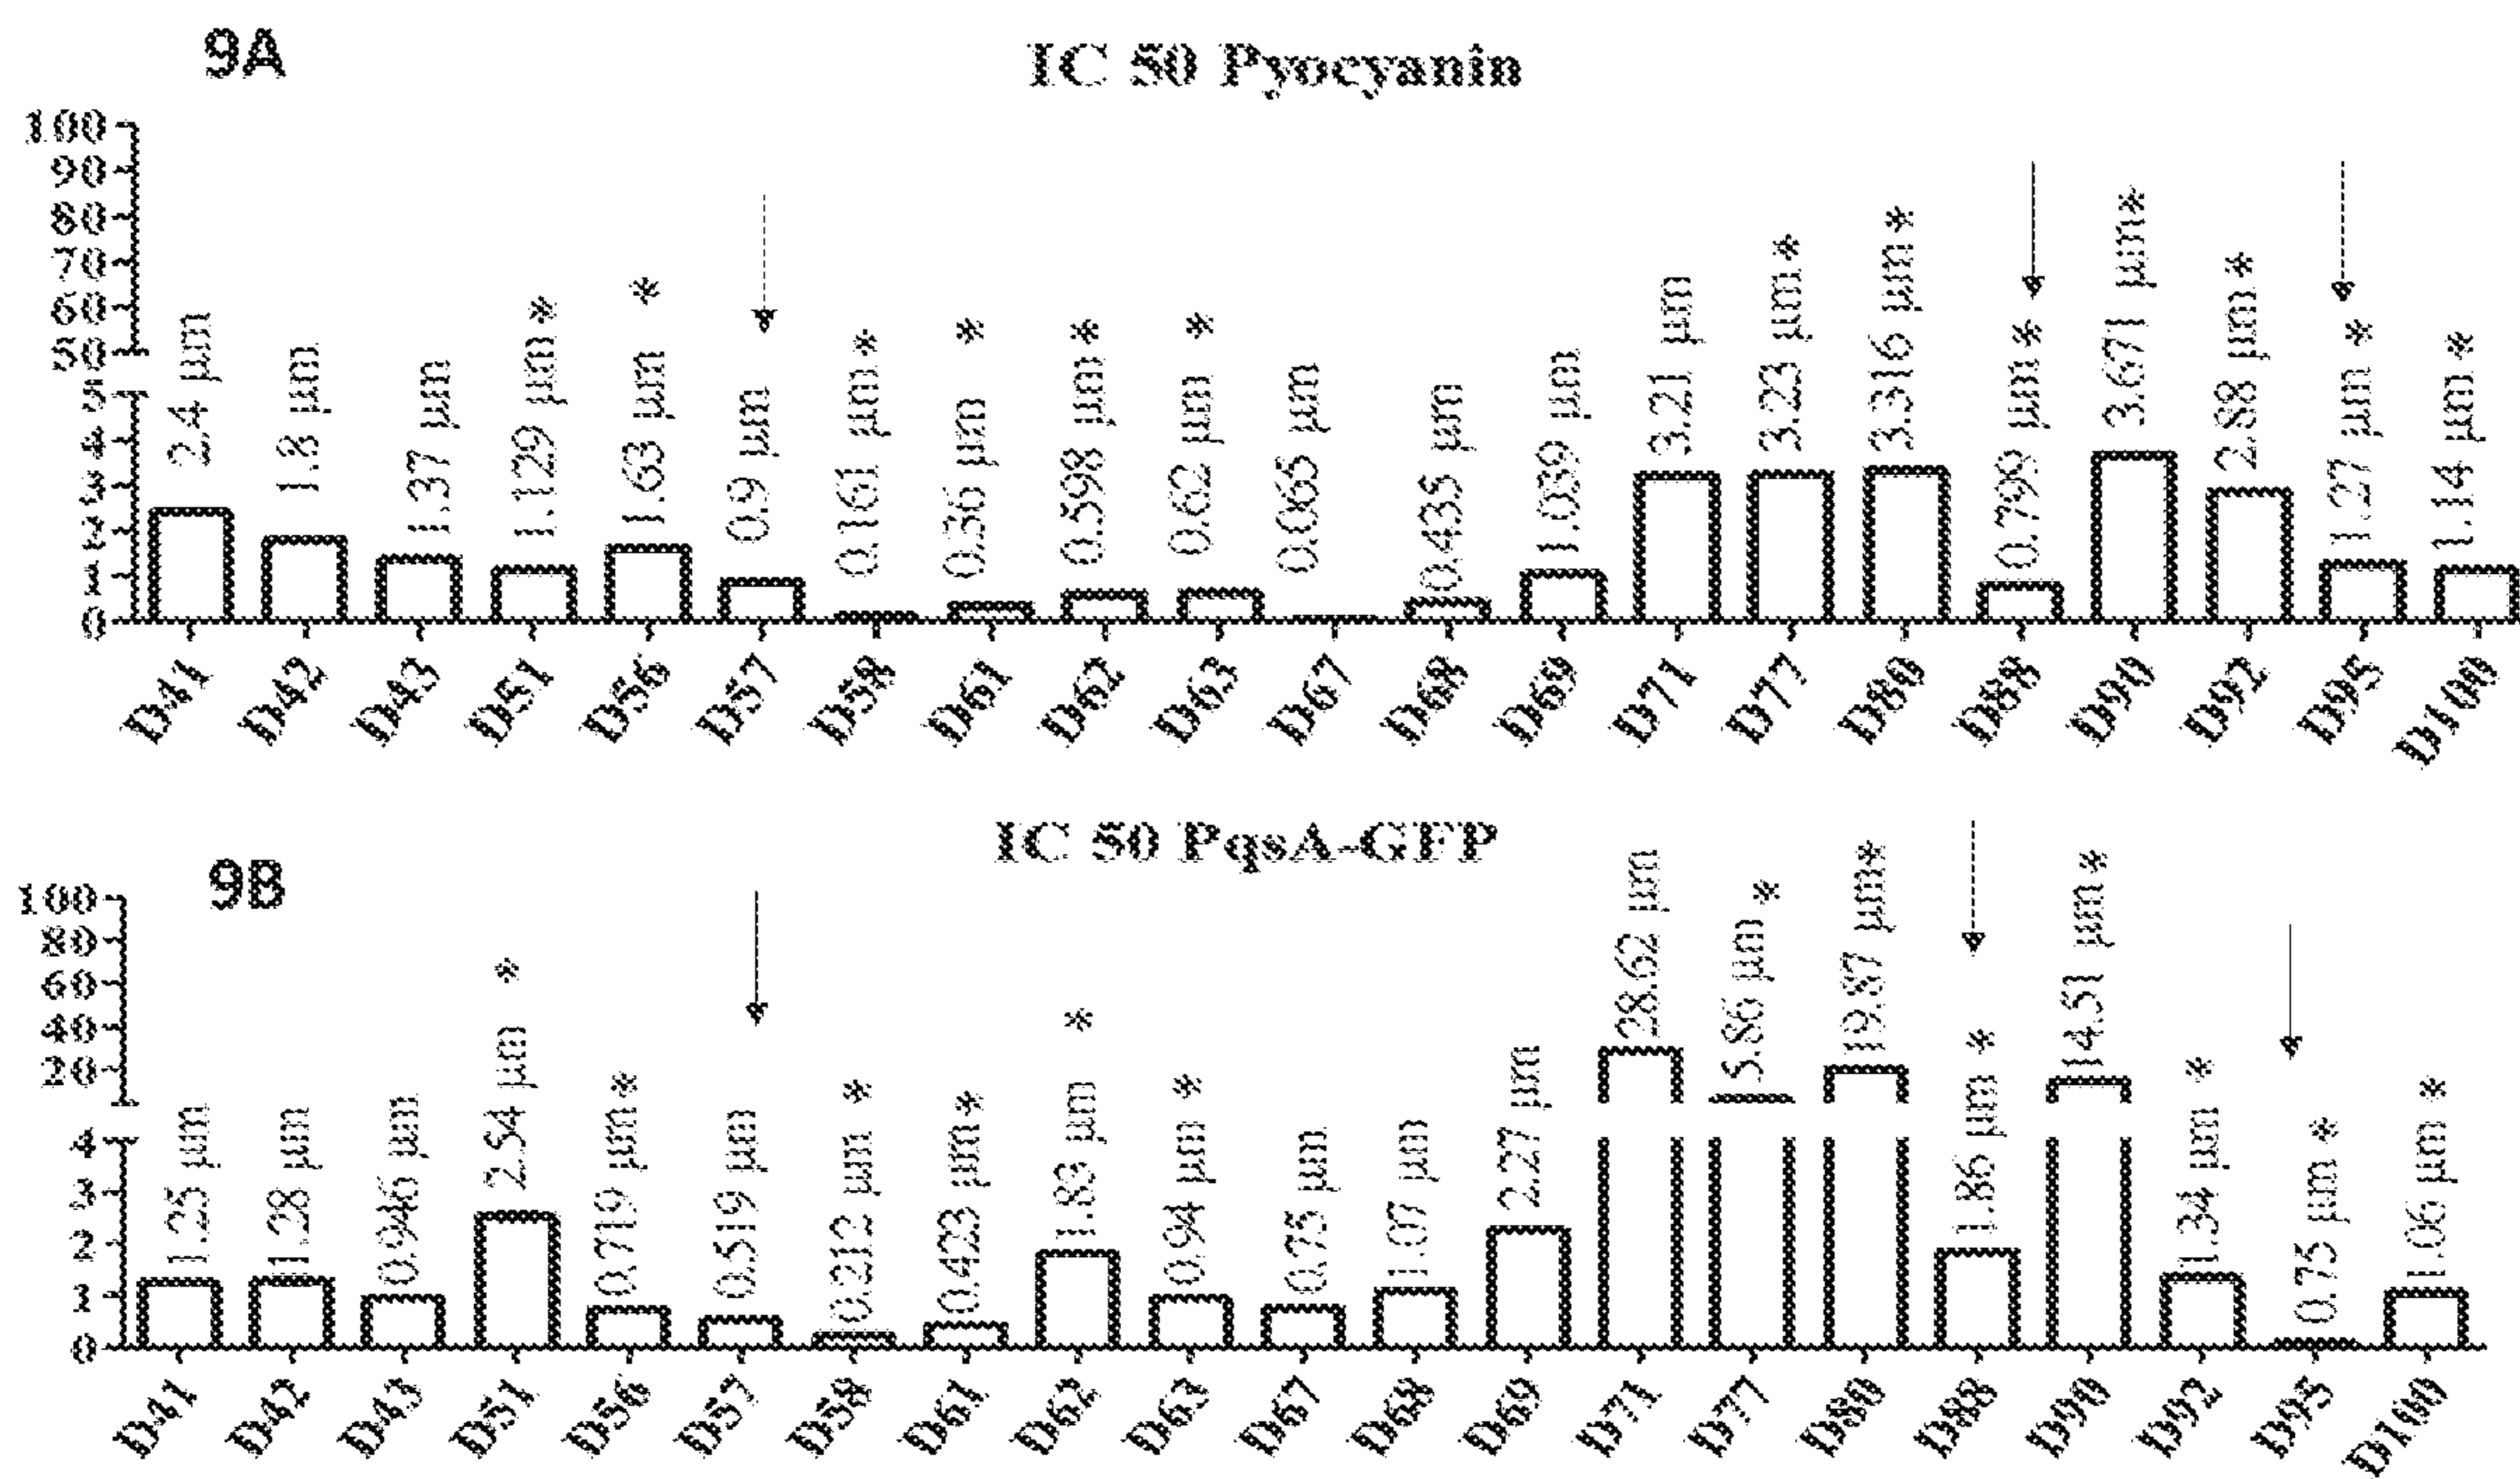 9A
IC 50 Pyocyanin
100
90
80
70
60
50
5
4
3
2
1
0
2.4 µm
1.8 µm
1.37 µm
1.129 µm *
1.63 µm *
0.9 µm
0.161 µm *
0.36 µm *
0.598 µm *
0.62 µm *
0.065 µm
0.435 µm
1.039 µm
3.21 µm
3.23 µm *
3.316 µm *
0.799 µm *
3.671 µm *
2.88 µm *
1.27 µm *
1.14 µm *
D41 D42 D43 D51 D56 D57 D58 D61 D62 D63 D67 D68 D69 D71 D77 D80 D88 D90 D92 D95 D100
9B
IC 50 PqsA-GFP
100
80
60
40
20
4
3
2
1
0
1.25 µm
1.28 µm
0.946 µm
2.54 µm *
0.719 µm *
0.519 µm
0.212 µm *
0.423 µm *
1.83 µm *
0.94 µm *
0.75 µm
1.07 µm
2.27 µm
28.62 µm
5.86 µm *
19.87 µm *
1.86 µm *
14.51 µm *
1.34 µm *
0.75 µm *
1.06 µm *
D41 D42 D43 D51 D56 D57 D58 D61 D62 D63 D67 D68 D69 D71 D77 D80 D88 D90 D92 D95 D100